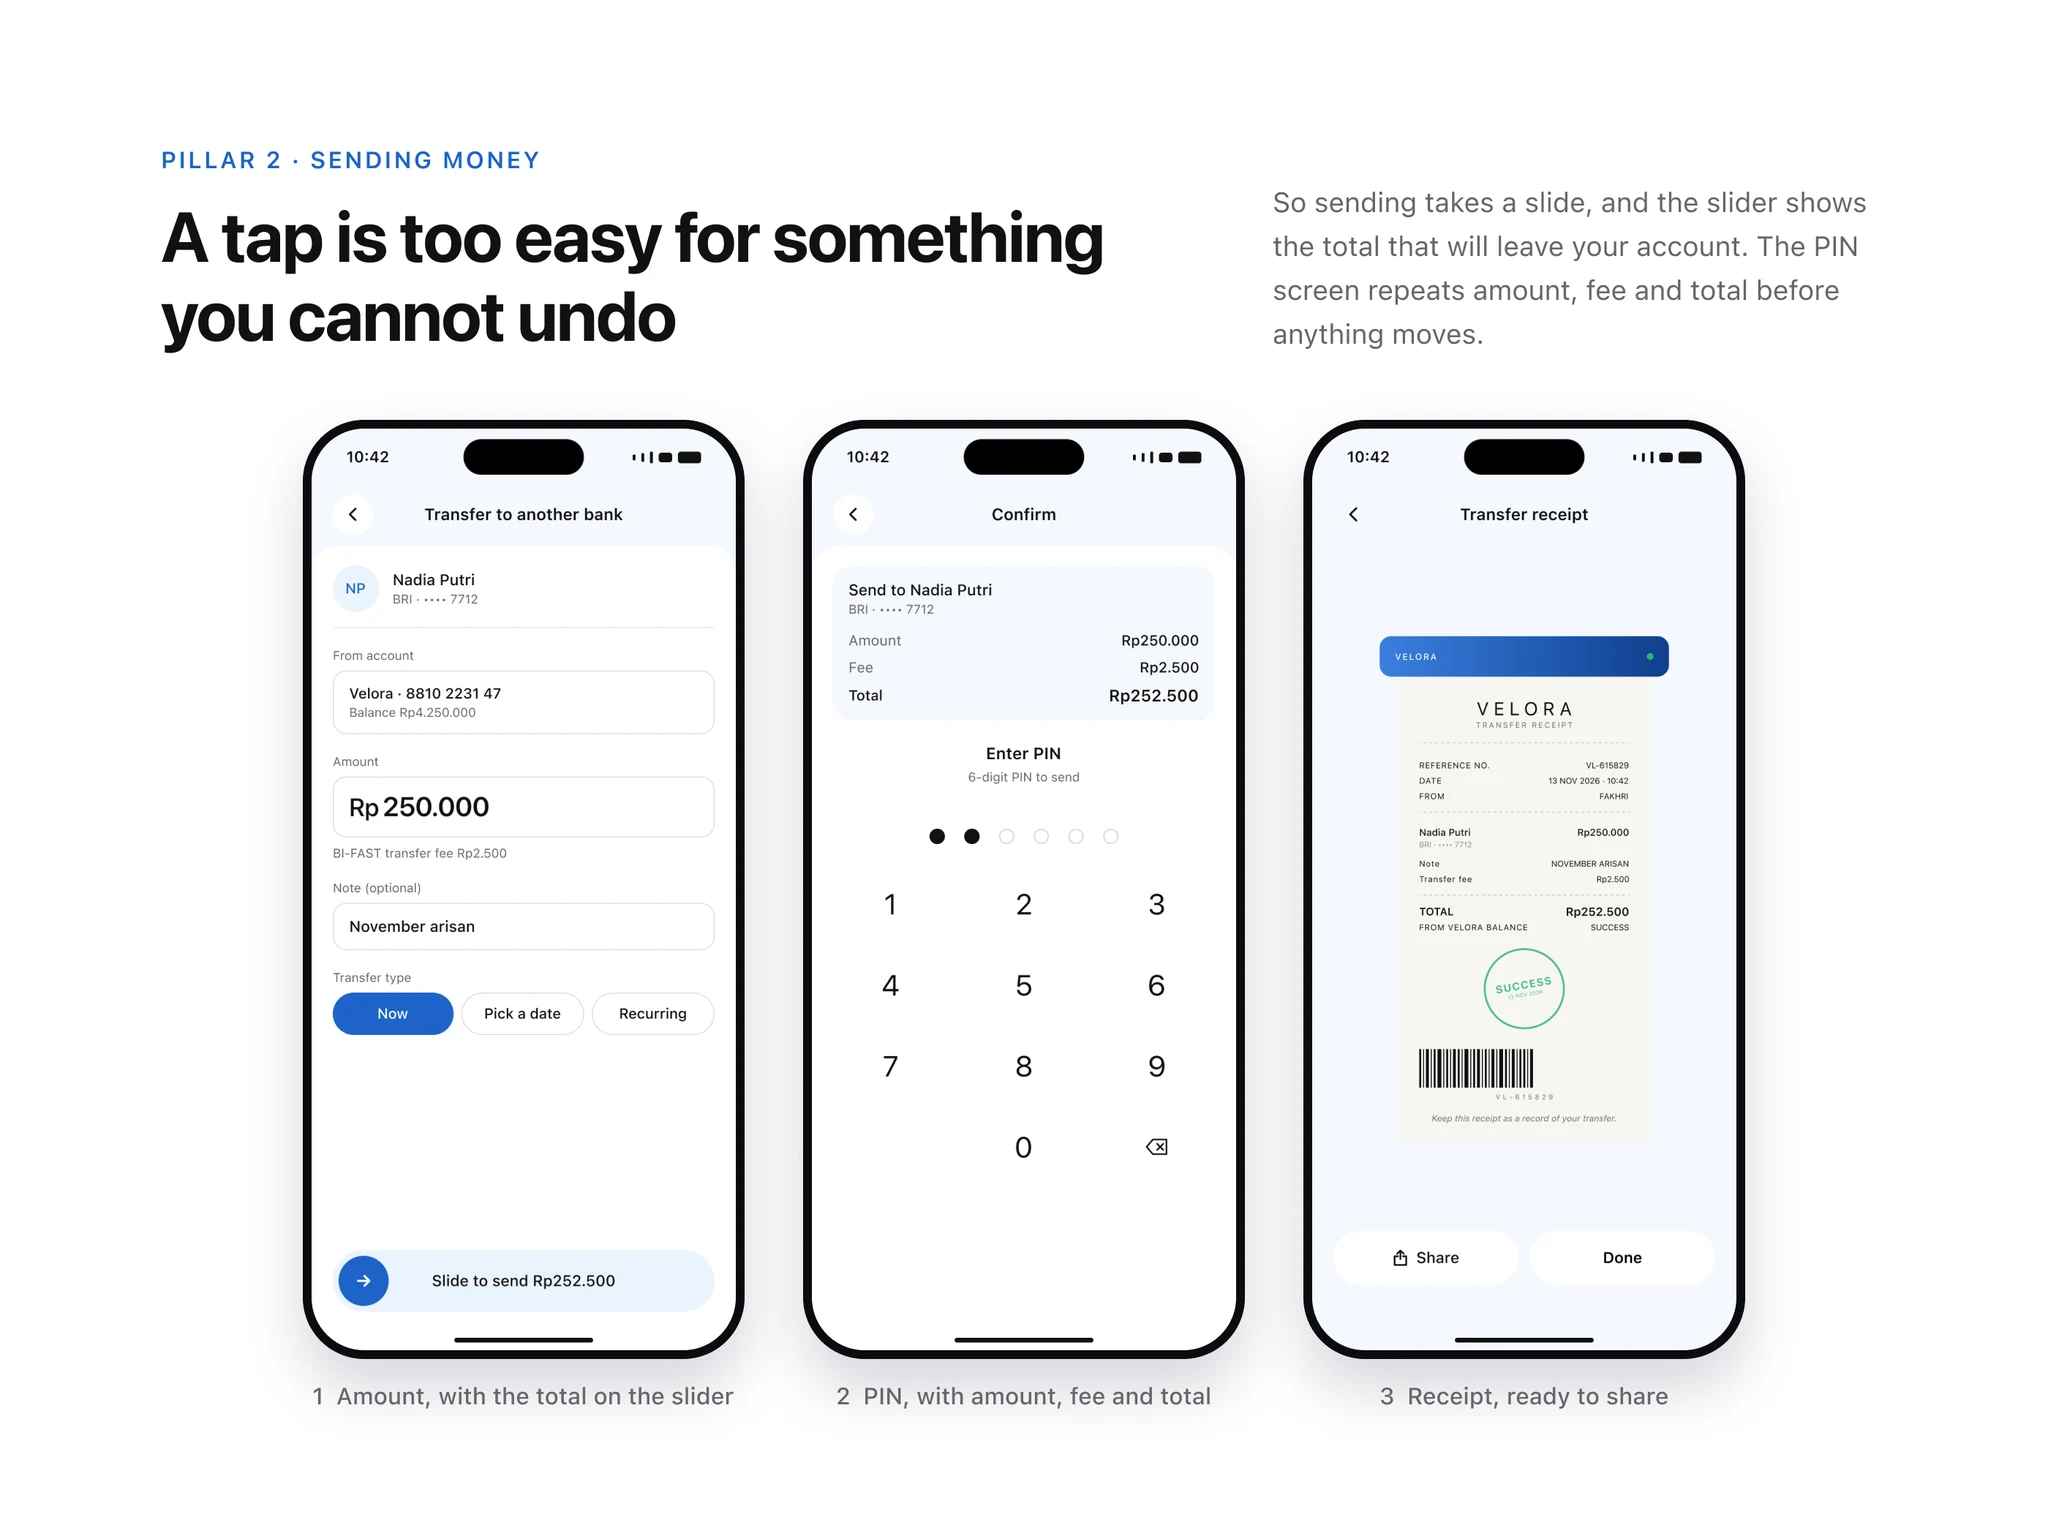 PILLAR 2 · SENDING MONEY
A tap is too easy for something
you cannot undo
So sending takes a slide, and the slider shows
the total that will leave your account. The PIN
screen repeats amount, fee and total before
anything moves.
10:42
Transfer to another bank
NP
Nadia Putri
BRI · •••• 7712
From account
Velora · 8810 2231 47
Balance Rp4.250.000
Amount
Rp 250.000
BI-FAST transfer fee Rp2.500
Note (optional)
November arisan
Transfer type
Now
Pick a date
Recurring
Slide to send Rp252.500
1 Amount, with the total on the slider
10:42
Confirm
Send to Nadia Putri
BRI · •••• 7712
Amount Rp250.000
Fee Rp2.500
Total Rp252.500
Enter PIN
6-digit PIN to send
1 2 3
4 5 6
7 8 9
0
2 PIN, with amount, fee and total
10:42
Transfer receipt
VELORA
VELORA
TRANSFER RECEIPT
REFERENCE NO. VL-615829
DATE 13 NOV 2026 · 10:42
FROM FAKHRI
Nadia Putri Rp250.000
BRI · •••• 7712
Note NOVEMBER ARISAN
Transfer fee Rp2.500
TOTAL Rp252.500
FROM VELORA BALANCE SUCCESS
SUCCESS
13 NOV 2026
VL-615829
Keep this receipt as a record of your transfer.
Share
Done
3 Receipt, ready to share